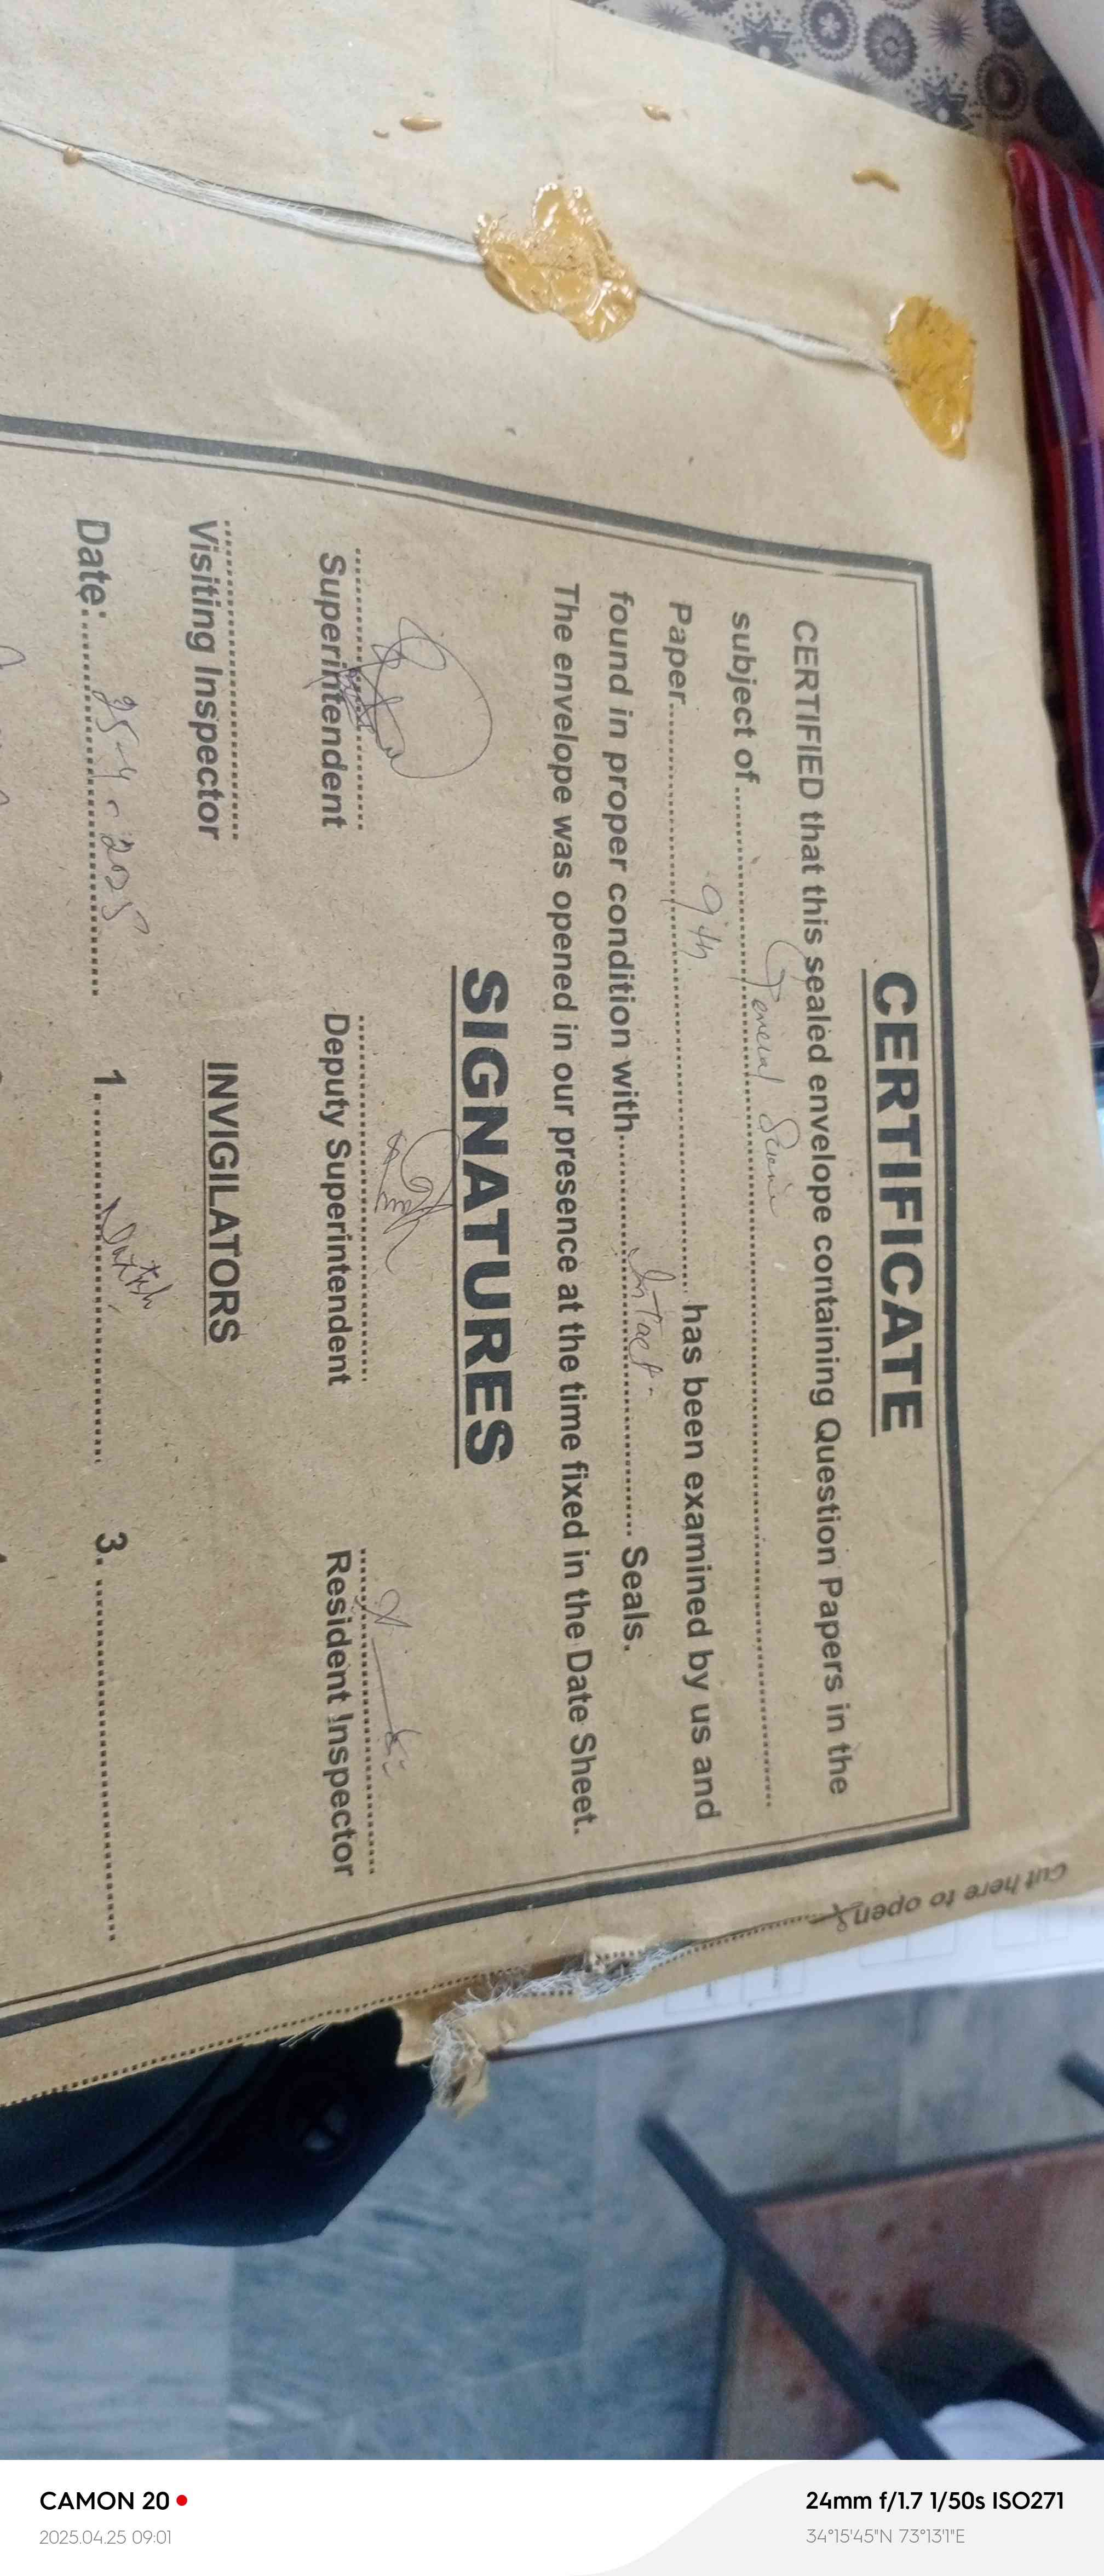 CERTIFICATE
CERTIFIED that this sealed envelope containing Question Papers in the
subject of General Science
Paper 9th has been examined by us and
found in proper condition with Intact Seals.
The envelope was opened in our presence at the time fixed in the Date Sheet.
SIGNATURES
Superintendent Deputy Superintendent Resident Inspector
Visiting Inspector INVIGILATORS
Date: 25-4-2025 1. 3.
Cut here to open
CAMON 20
2025.04.25 09:01
24mm f/1.7 1/50s ISO271
34°15'45"N 73°13'1"E